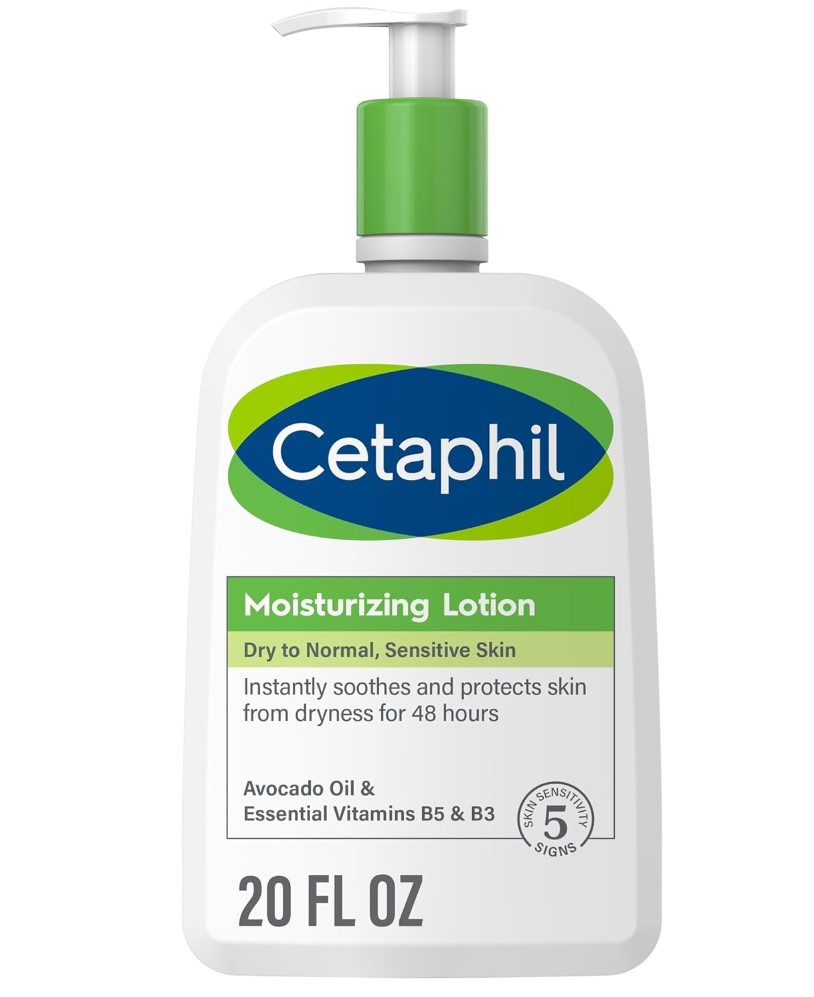 Cetaphil
Moisturizing Lotion
Dry to Normal, Sensitive Skin
Instantly soothes and protects skin
from dryness for 48 hours
Avocado Oil &
Essential Vitamins B5 & B3
SKIN SENSITIVITY
5
SIGNS
20 FL OZ